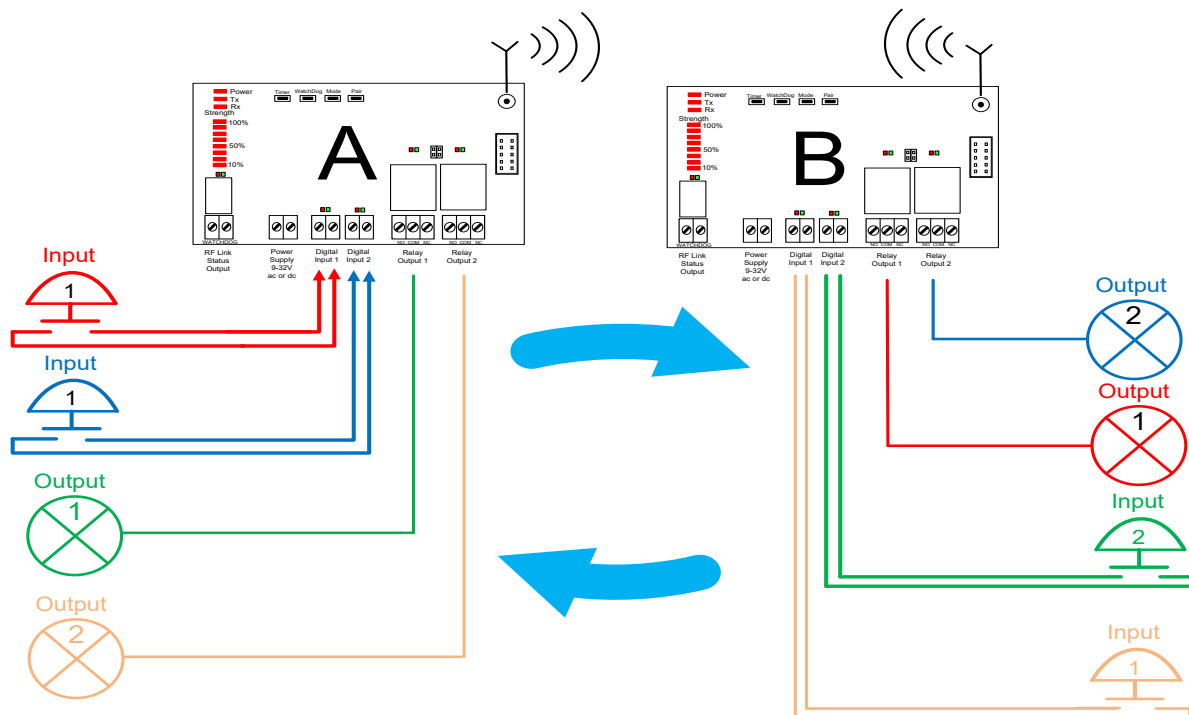 Power
Tx
Rx
Strength
100%
50%
10%
Timer WatchDog Mode Pair
A
WATCHDOG
NO COM NC
NO COM NC
RF Link
Status
Output
Power
Supply
9-32V
ac or dc
Digital
Input 1
Digital
Input 2
Relay
Output 1
Relay
Output 2
Input
1
Input
1
Output
1
Output
2
Power
Tx
Rx
Strength
100%
50%
10%
Timer WatchDog Mode Pair
B
WATCHDOG
NO COM NC
NO COM NC
RF Link
Status
Output
Power
Supply
9-32V
ac or dc
Digital
Input 1
Digital
Input 2
Relay
Output 1
Relay
Output 2
Output
2
Output
1
Input
2
Input
1